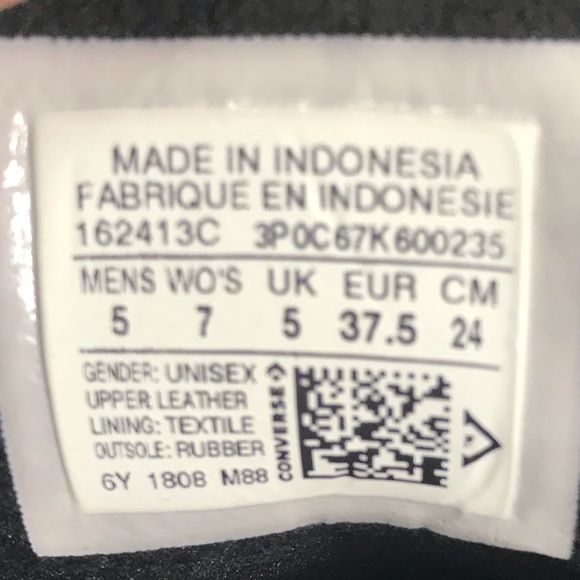 MADE IN INDONESIA
FABRIQUE EN INDONESIE
162413C 3P0C67K600235
MENS WO'S UK EUR CM
5 7 5 37.5 24
GENDER: UNISEX
UPPER LEATHER
LINING: TEXTILE
OUTSOLE: RUBBER
6Y 1808 M88
CONVERSE